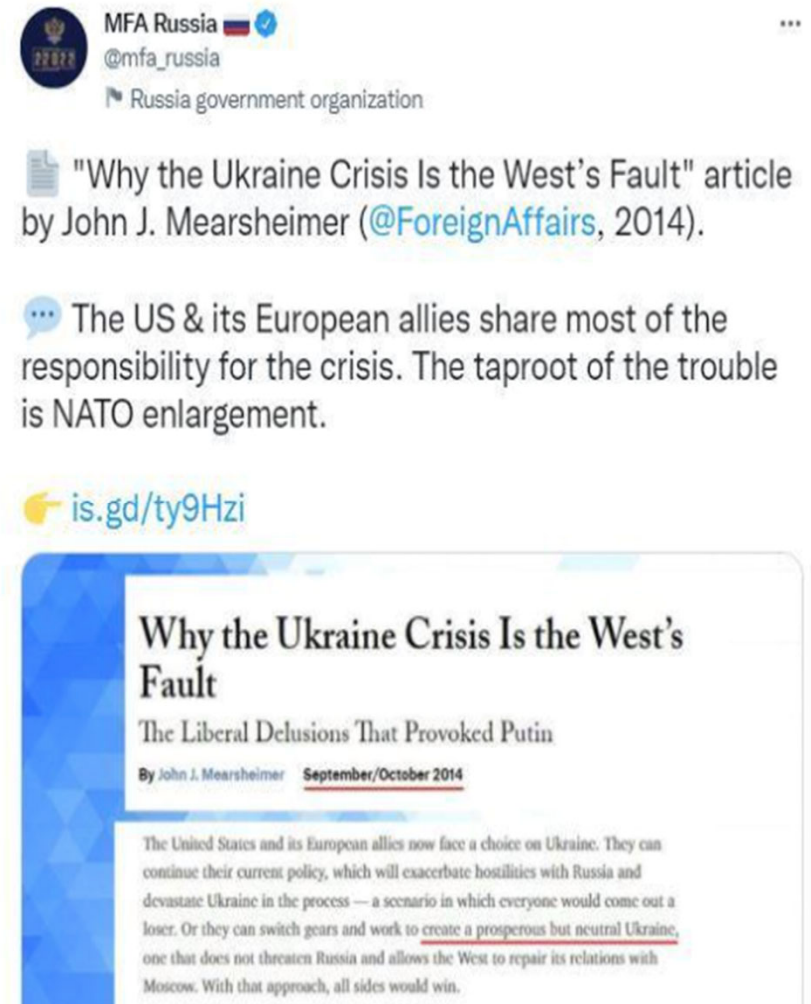 MFA Russia
@mfa_russia
Russia government organization
"Why the Ukraine Crisis Is the West’s Fault" article
by John J. Mearsheimer (@ForeignAffairs, 2014).
The US & its European allies share most of the
responsibility for the crisis. The taproot of the trouble
is NATO enlargement.
is.gd/ty9Hzi
Why the Ukraine Crisis Is the West’s
Fault
The Liberal Delusions That Provoked Putin
By John J. Mearsheimer September/October 2014
The United States and its European allies now face a choice on Ukraine. They can
continue their current policy, which will exacerbate hostilities with Russia and
devastate Ukraine in the process — a scenario in which everyone would come out a
loser. Or they can switch gears and work to create a prosperous but neutral Ukraine,
one that does not threaten Russia and allows the West to repair its relations with
Moscow. With that approach, all sides would win.